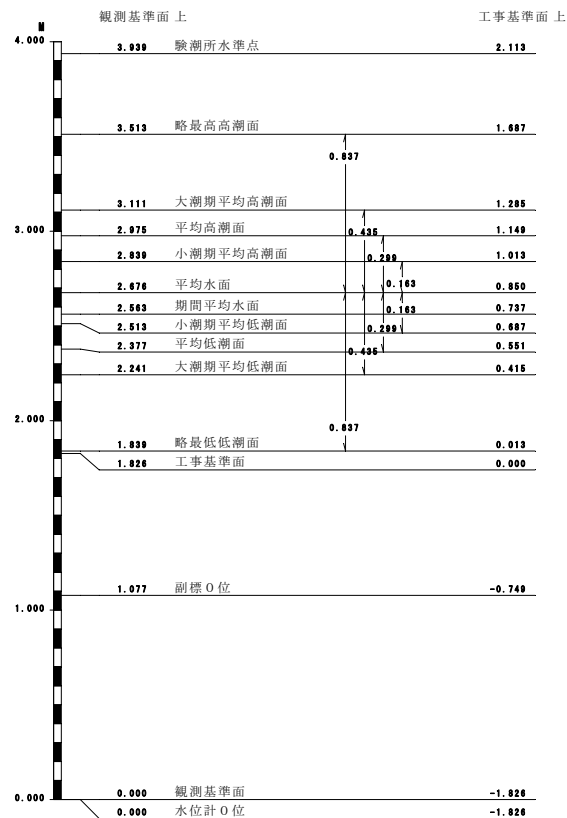 観測基準面 上 工事基準面 上
M
4.000
3.939 験潮所水準点 2.113
3.513 略最高高潮面 1.687
0.837
3.111 大潮期平均高潮面 1.285
3.000
2.975 平均高潮面 0.435 1.149
2.839 小潮期平均高潮面 0.299 1.013
2.676 平均水面 0.163 0.850
2.563 期間平均水面 0.163 0.737
2.513 小潮期平均低潮面 0.299 0.687
2.377 平均低潮面 0.435 0.551
2.241 大潮期平均低潮面 0.415
2.000
0.837
1.839 略最低低潮面 0.013
1.826 工事基準面 0.000
1.077 副標0位 -0.749
1.000
0.000 0.000 観測基準面 -1.826
0.000 水位計0位 -1.826